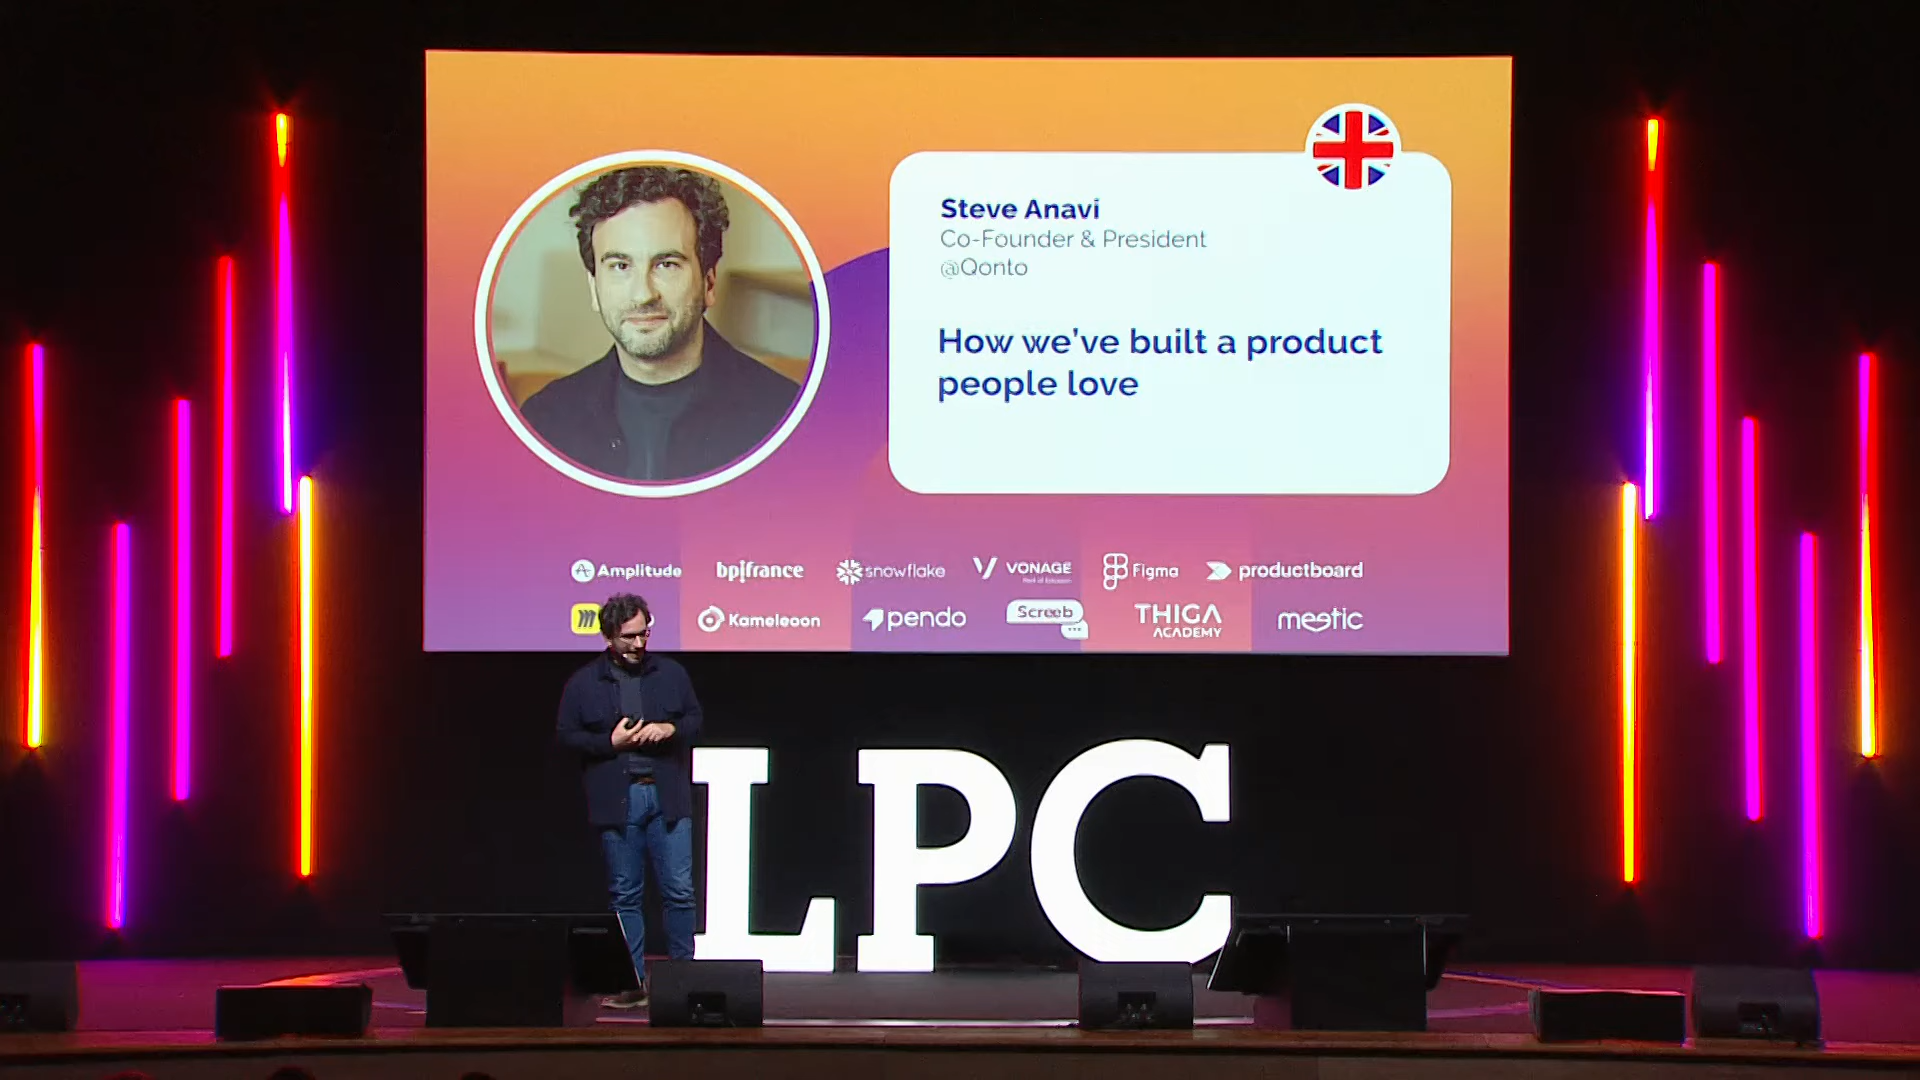 Steve Anavi
Co-Founder & President
@Qonto
How we've built a product
people love
Amplitude bpifrance snowflake VONAGE Figma productboard
Kameleoon pendo Screeb THIGA ACADEMY meetic
LPC